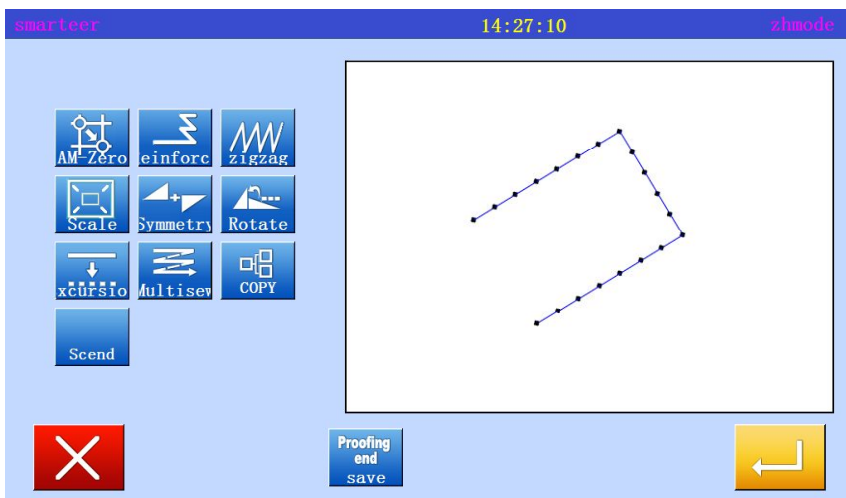 smarteer 14:27:10 zhmode
AM-Zero einforc zigzag
Scale Symmetry Rotate
xcursio Multisew COPY
Scend
Proofing
end
save